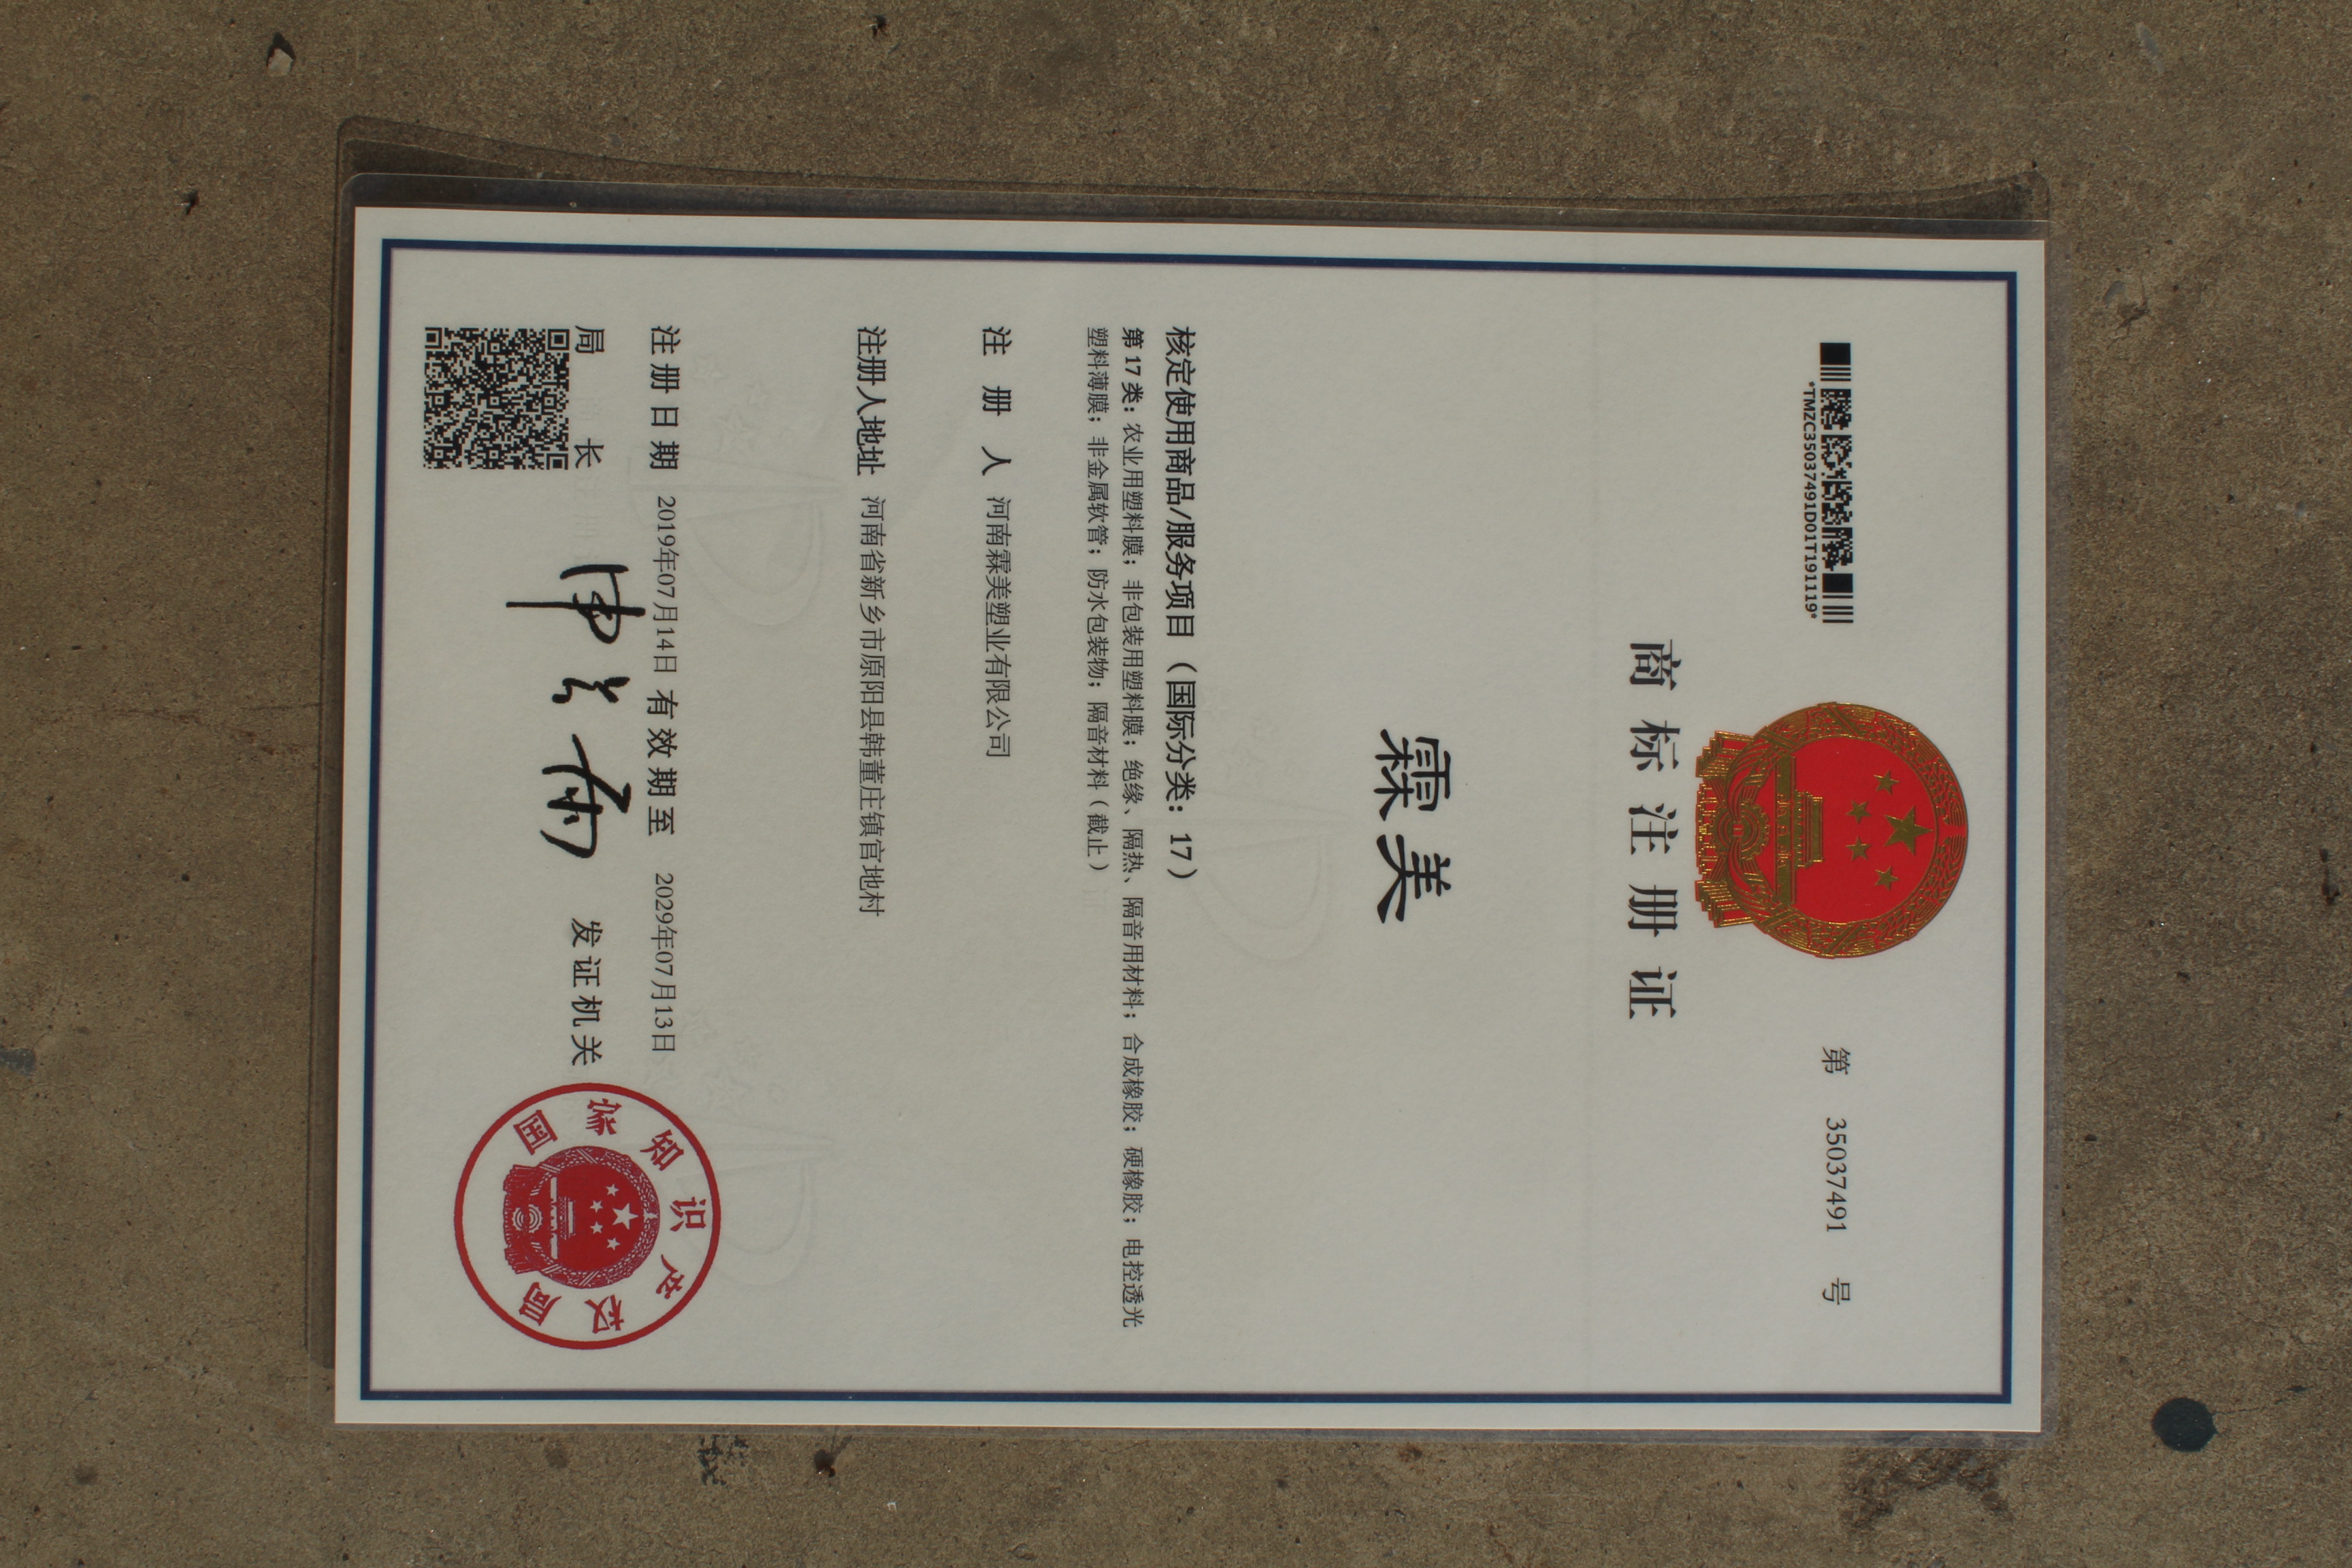 *TMZC35037491D01T191119*
第 35037491 号
商标注册证
霖美
核定使用商品/服务项目（国际分类：17）
第 17 类：农业用塑料膜；非包装用塑料膜；绝缘、隔热、隔音用材料；合成橡胶；硬橡胶；电控透光
塑料薄膜；非金属软管；防水包装物；隔音材料（截止）
注 册 人 河南霖美塑业有限公司
注册人地址 河南省新乡市原阳县韩董庄镇官地村
注册日期 2019年07月14日 有效期至 2029年07月13日
局 长 申长雨 发证机关
国家知识产权局